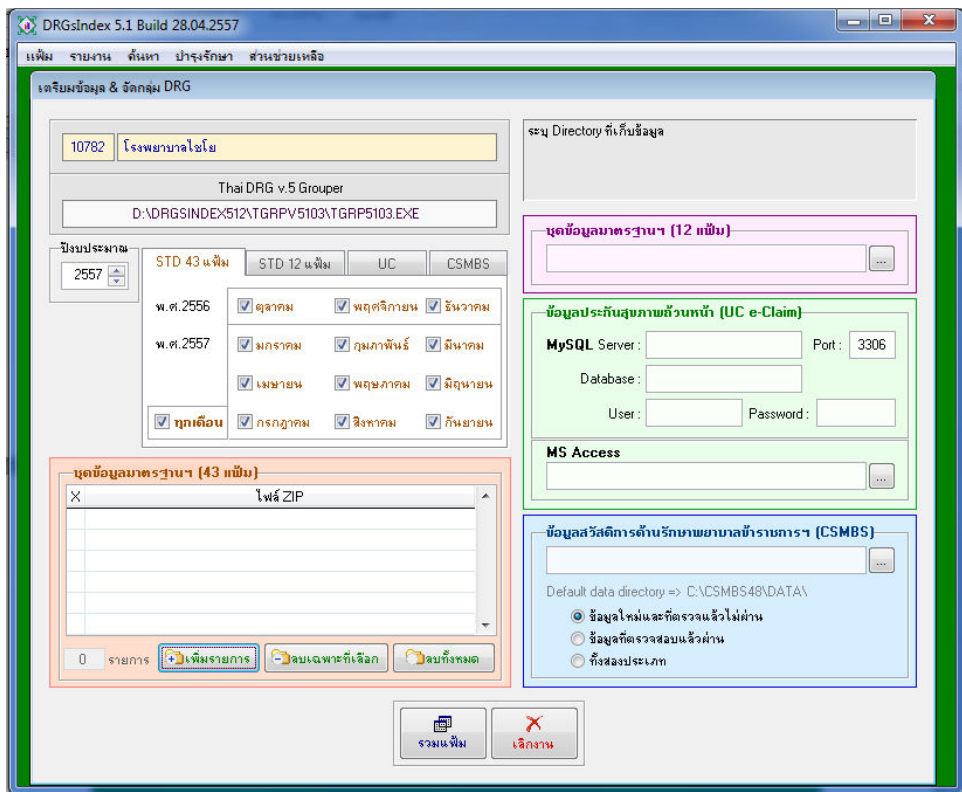 DRGsIndex 5.1 Build 28.04.2557
แฟ้ม รายงาน ค้นหา บำรุงรักษา ส่วนช่วยเหลือ
เตรียมข้อมูล & จัดกลุ่ม DRG
10782 โรงพยาบาลไชโย
Thai DRG v.5 Grouper
D:\DRGSINDEX512\TGRPV5103\TGRP5103.EXE
ปีงบประมาณ
2557
STD 43 แฟ้ม STD 12 แฟ้ม UC CSMBS
พ.ศ.2556 ตุลาคม พฤศจิกายน ธันวาคม
พ.ศ.2557 มกราคม กุมภาพันธ์ มีนาคม
เมษายน พฤษภาคม มิถุนายน
ทุกเดือน กรกฎาคม สิงหาคม กันยายน
ชุดข้อมูลมาตรฐานฯ (43 แฟ้ม)
X ไฟล์ ZIP
0 รายการ เพิ่มรายการ ลบเฉพาะที่เลือก ลบทั้งหมด
ระบุ Directory ที่เก็บข้อมูล
ชุดข้อมูลมาตรฐานฯ (12 แฟ้ม)
...
ข้อมูลประกันสุขภาพถ้วนหน้า (UC e-Claim)
MySQL Server : Port : 3306
Database :
User : Password :
MS Access
...
ข้อมูลสวัสดิการด้านรักษาพยาบาลข้าราชการฯ (CSMBS)
...
Default data directory => C:\CSMBS48\DATA\
ข้อมูลใหม่และที่ตรวจแล้วไม่ผ่าน
ข้อมูลที่ตรวจสอบแล้วผ่าน
ทั้งสองประเภท
รวมแฟ้ม เลิกงาน